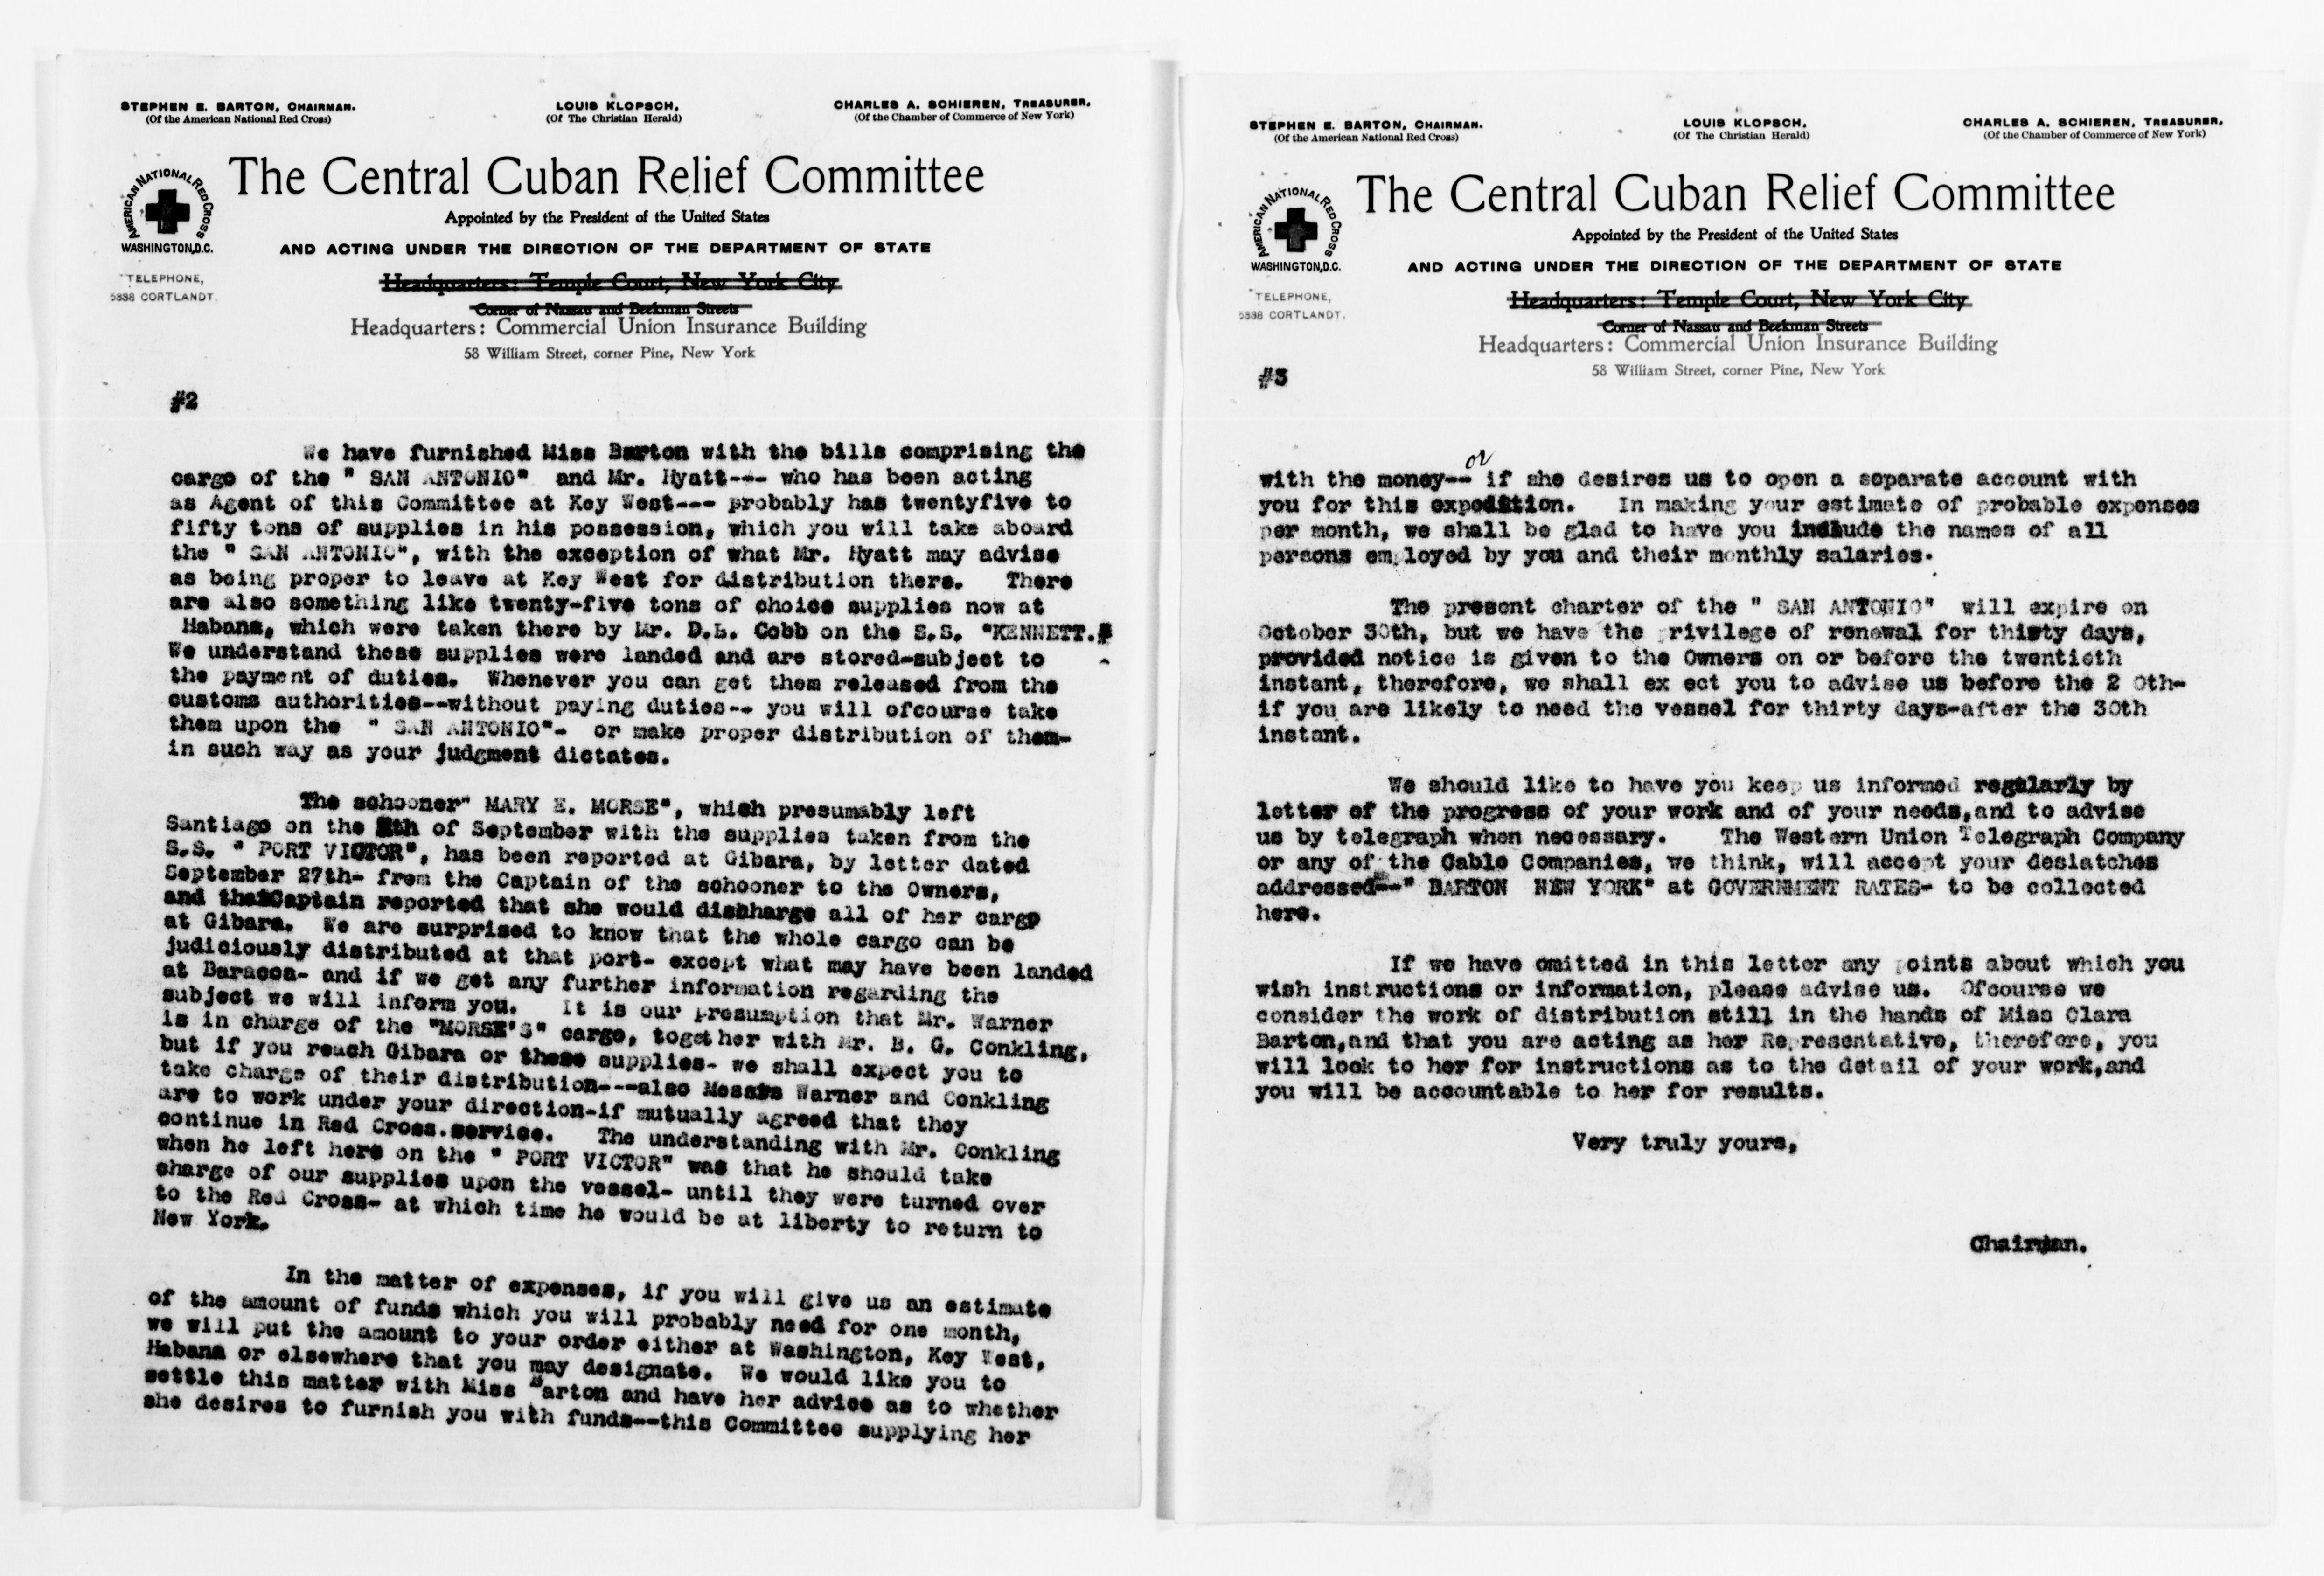 STEPHEN E. BARTON, CHAIRMAN.
(Of the American National Red Cross)
LOUIS KLOPSCH,
(Of The Christian Herald)
CHARLES A. SCHIEREN, TREASURER,
(Of the Chamber of Commerce of New York)
AMERICAN NATIONAL RED CROSS
WASHINGTON, D.C.
The Central Cuban Relief Committee
Appointed by the President of the United States
AND ACTING UNDER THE DIRECTION OF THE DEPARTMENT OF STATE
TELEPHONE,
5338 CORTLANDT.
Headquarters: Temple Court, New York City
Corner of Nassau and Beekman Streets
Headquarters: Commercial Union Insurance Building
58 William Street, corner Pine, New York
#2
We have furnished Miss Barton with the bills comprising the
cargo of the " SAN ANTONIO" and Mr. Hyatt--- who has been acting
as Agent of this Committee at Key West--- probably has twentyfive to
fifty tons of supplies in his possession, which you will take aboard
the " SAN ANTONIO", with the exception of what Mr. Hyatt may advise
as being proper to leave at Key West for distribution there. There
are also something like twenty-five tons of choice supplies now at
Habana, which were taken there by Mr. D.L. Cobb on the S.S. "KENNETT."
We understand these supplies were landed and are stored-subject to
the payment of duties. Whenever you can get them released from the
customs authorities--without paying duties-- you will ofcourse take
them upon the " SAN ANTONIO"- or make proper distribution of them-
in such way as your judgment dictates.
The schooner" MARY E. MORSE", which presumably left
Santiago on the th of September with the supplies taken from the
S.S. " PORT VICTOR", has been reported at Gibara, by letter dated
September 27th- from the Captain of the schooner to the Owners,
and the Captain reported that she would discharge all of her cargo
at Gibara. We are surprised to know that the whole cargo can be
judiciously distributed at that port- except what may have been landed
at Baracoa- and if we get any further information regarding the
subject we will inform you. It is our presumption that Mr. Warner
is in charge of the "MORSE'S" cargo, together with Mr. B. G. Conkling,
but if you reach Gibara or these supplies- we shall expect you to
take charge of their distribution---also Messrs Warner and Conkling
are to work under your direction-if mutually agreed that they
continue in Red Cross.service. The understanding with Mr. Conkling
when he left here on the " PORT VICTOR" was that he should take
charge of our supplies upon the vessel- until they were turned over
to the Red Cross- at which time he would be at liberty to return to
New York.
In the matter of expenses, if you will give us an estimate
of the amount of funds which you will probably need for one month,
we will put the amount to your order either at Washington, Key West,
Habana or elsewhere that you may designate. We would like you to
settle this matter with Miss Barton and have her advice as to whether
she desires to furnish you with funds--this Committee supplying her
STEPHEN E. BARTON, CHAIRMAN.
(Of the American National Red Cross)
LOUIS KLOPSCH,
(Of The Christian Herald)
CHARLES A. SCHIEREN, TREASURER,
(Of the Chamber of Commerce of New York)
AMERICAN NATIONAL RED CROSS
WASHINGTON, D.C.
The Central Cuban Relief Committee
Appointed by the President of the United States
AND ACTING UNDER THE DIRECTION OF THE DEPARTMENT OF STATE
TELEPHONE,
5338 CORTLANDT.
Headquarters: Temple Court, New York City
Corner of Nassau and Beekman Streets
Headquarters: Commercial Union Insurance Building
58 William Street, corner Pine, New York
#3
with the money-- or if she desires us to open a separate account with
you for this expedition. In making your estimate of probable expenses
per month, we shall be glad to have you include the names of all
persons employed by you and their monthly salaries.
The present charter of the " SAN ANTONIO" will expire on
October 30th, but we have the privilege of renewal for thirty days,
provided notice is given to the Owners on or before the twentieth
instant, therefore, we shall ex ect you to advise us before the 2 0th-
if you are likely to need the vessel for thirty days-after the 30th
instant.
We should like to have you keep us informed regularly by
letter of the progress of your work and of your needs,and to advise
us by telegraph when necessary. The Western Union Telegraph Company
or any of the Cable Companies, we think, will accept your deslatches
addressed--" BARTON NEW YORK" at GOVERNMENT RATES- to be collected
here.
If we have omitted in this letter any points about which you
wish instructions or information, please advise us. Ofcourse we
consider the work of distribution still in the hands of Miss Clara
Barton,and that you are acting as her Representative, therefore, you
will look to her for instructions as to the detail of your work,and
you will be accountable to her for results.
Very truly yours,
Chairman.